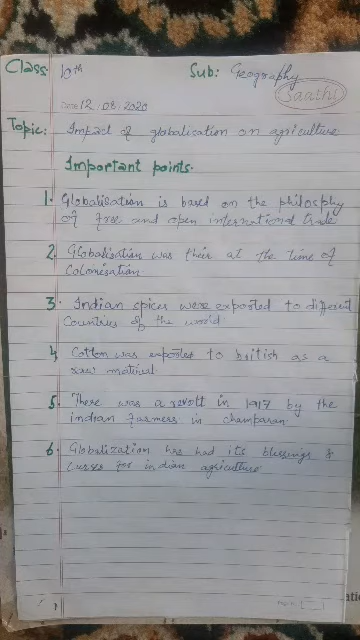 Class: 10th Sub: Geography
Saathi
Date 12.08.2020
Topic: Impact of globalisation on agriculture
Important points.
1. Globalisation is based on the philosphy
of free and open international trade
2. Globalisation was their at the time of
Colonisation
3. Indian spices were exported to different
Countries of the world
4. Cotton was exported to british as a
raw material
5. There was a revolt in 1917 by the
indian farmers in champaran
6. Globalization has had its blessings &
curses for indian agriculture